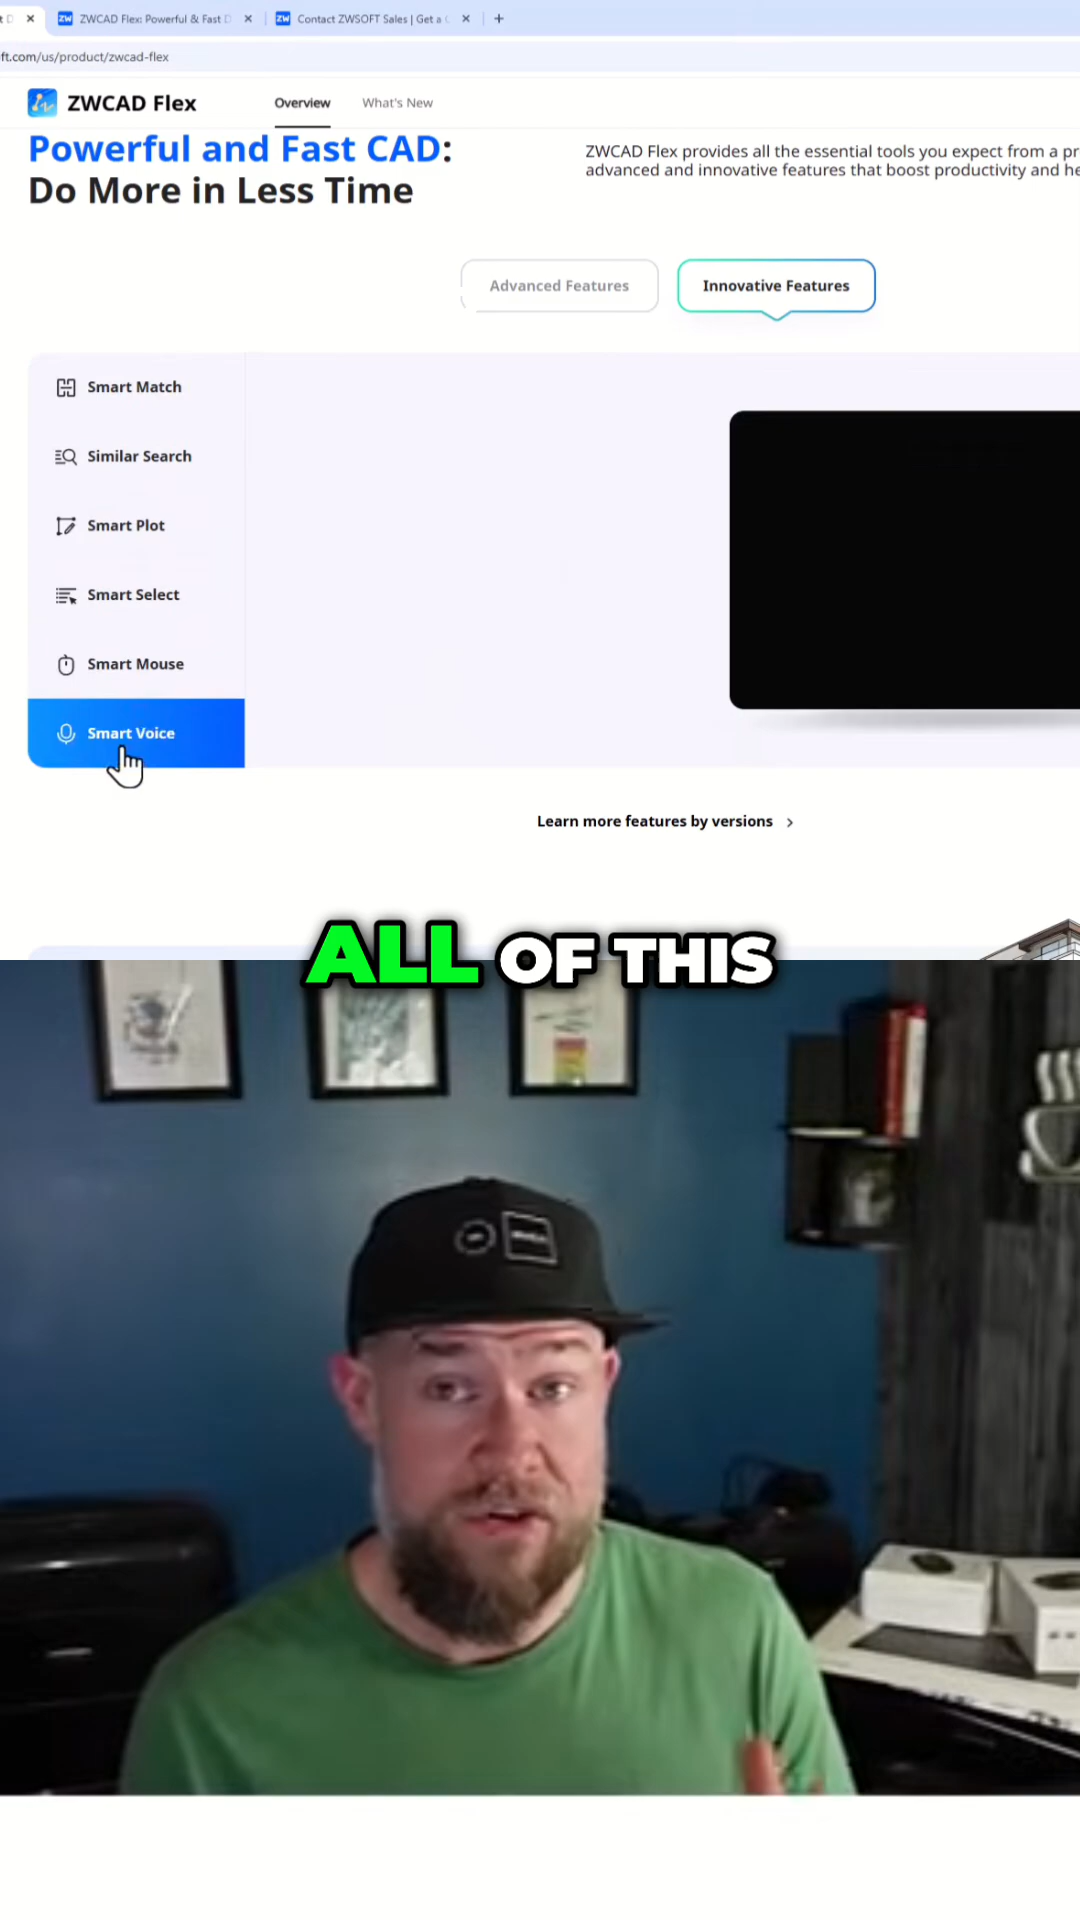 ZWCAD Flex: Powerful & Fast
Contact ZWSOFT Sales | Get a
ft.com/us/product/zwcad-flex
ZWCAD Flex
Overview
What's New
Powerful and Fast CAD:
Do More in Less Time
ZWCAD Flex provides all the essential tools you expect from a pr
advanced and innovative features that boost productivity and he
Advanced Features
Innovative Features
Smart Match
Similar Search
Smart Plot
Smart Select
Smart Mouse
Smart Voice
Learn more features by versions
ALL OF THIS